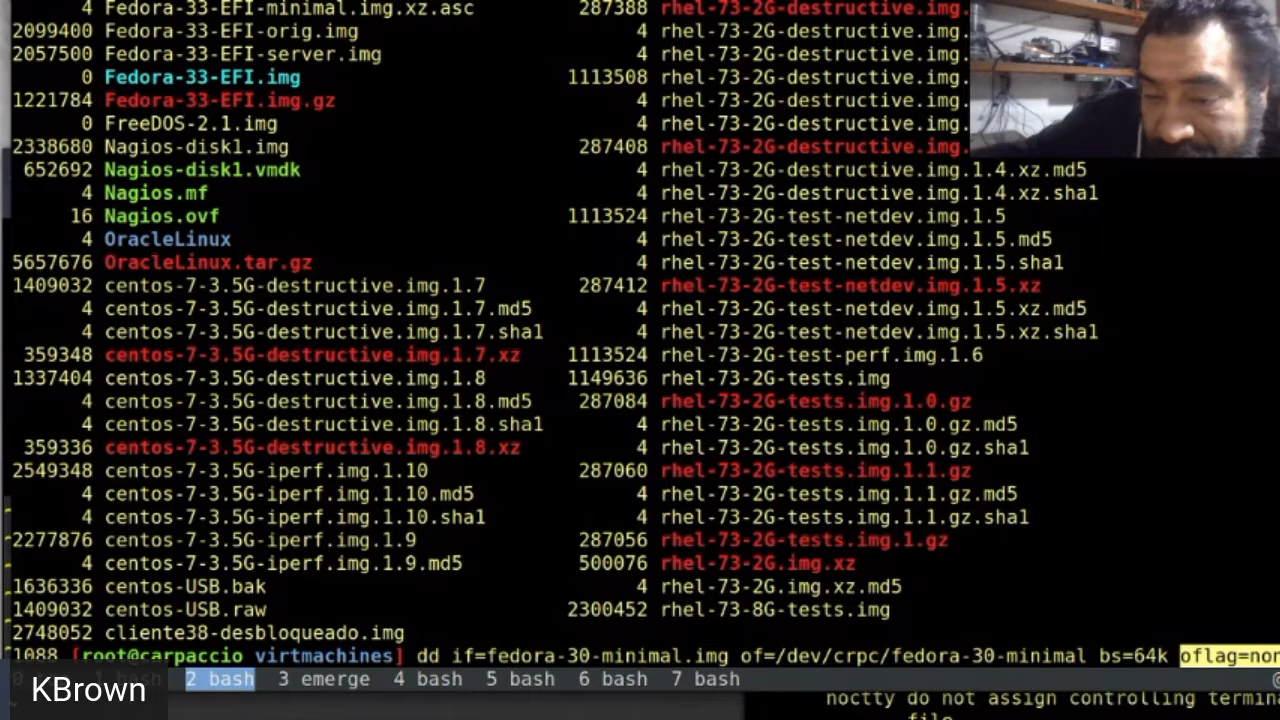 4 Fedora-33-EFI-minimal.img.xz.asc
2099400 Fedora-33-EFI-orig.img
2057500 Fedora-33-EFI-server.img
0 Fedora-33-EFI.img
1221784 Fedora-33-EFI.img.gz
0 FreeDOS-2.1.img
2338680 Nagios-disk1.img
652692 Nagios-disk1.vmdk
4 Nagios.mf
16 Nagios.ovf
4 OracleLinux
5657676 OracleLinux.tar.gz
1409032 centos-7-3.5G-destructive.img.1.7
4 centos-7-3.5G-destructive.img.1.7.md5
4 centos-7-3.5G-destructive.img.1.7.sha1
359348 centos-7-3.5G-destructive.img.1.7.xz
1337404 centos-7-3.5G-destructive.img.1.8
4 centos-7-3.5G-destructive.img.1.8.md5
4 centos-7-3.5G-destructive.img.1.8.sha1
359336 centos-7-3.5G-destructive.img.1.8.xz
2549348 centos-7-3.5G-iperf.img.1.10
4 centos-7-3.5G-iperf.img.1.10.md5
4 centos-7-3.5G-iperf.img.1.10.sha1
2277876 centos-7-3.5G-iperf.img.1.9
4 centos-7-3.5G-iperf.img.1.9.md5
1636336 centos-USB.bak
1409032 centos-USB.raw
2748052 cliente38-desbloqueado.img
287388 rhel-73-2G-destructive.img.
4 rhel-73-2G-destructive.img.
4 rhel-73-2G-destructive.img.
1113508 rhel-73-2G-destructive.img.
4 rhel-73-2G-destructive.img.
4 rhel-73-2G-destructive.img.
287408 rhel-73-2G-destructive.img.
4 rhel-73-2G-destructive.img.1.4.xz.md5
4 rhel-73-2G-destructive.img.1.4.xz.sha1
1113524 rhel-73-2G-test-netdev.img.1.5
4 rhel-73-2G-test-netdev.img.1.5.md5
4 rhel-73-2G-test-netdev.img.1.5.sha1
287412 rhel-73-2G-test-netdev.img.1.5.xz
4 rhel-73-2G-test-netdev.img.1.5.xz.md5
4 rhel-73-2G-test-netdev.img.1.5.xz.sha1
1113524 rhel-73-2G-test-perf.img.1.6
1149636 rhel-73-2G-tests.img
287084 rhel-73-2G-tests.img.1.0.gz
4 rhel-73-2G-tests.img.1.0.gz.md5
4 rhel-73-2G-tests.img.1.0.gz.sha1
287060 rhel-73-2G-tests.img.1.1.gz
4 rhel-73-2G-tests.img.1.1.gz.md5
4 rhel-73-2G-tests.img.1.1.gz.sha1
287056 rhel-73-2G-tests.img.1.gz
500076 rhel-73-2G.img.xz
4 rhel-73-2G.img.xz.md5
2300452 rhel-73-8G-tests.img
1088 [root@carpaccio virtmachines] dd if=fedora-30-minimal.img of=/dev/crpc/fedora-30-minimal bs=64k oflag=non
1 bash 2 bash 3 emerge 4 bash 5 bash 6 bash 7 bash
KBrown
noctty do not assign controlling termin
file